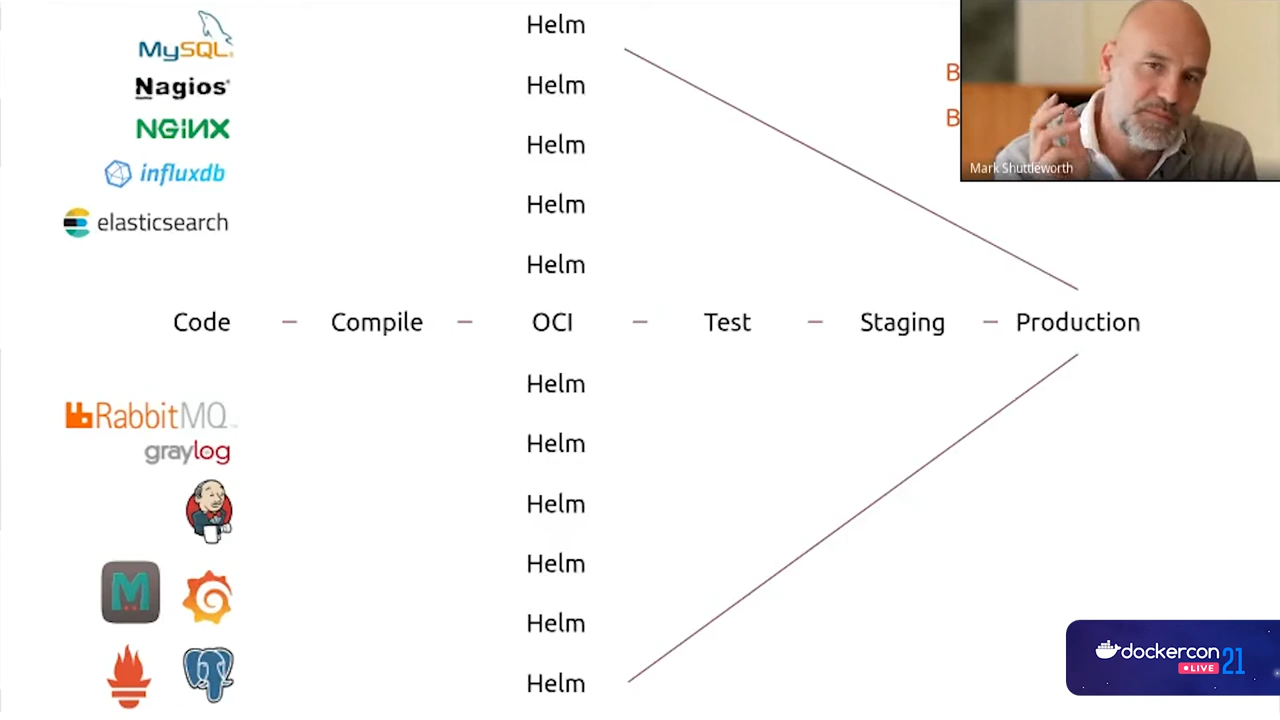 Helm
MySQL®
Nagios®
Helm
B
NGINX
Helm
B
influxdb
Mark Shuttleworth
elasticsearch
Helm
Helm
Code – Compile – OCI – Test – Staging – Production
Helm
RabbitMQ™
graylog
Helm
Helm
M
Helm
Helm
dockercon
LIVE 21
Helm